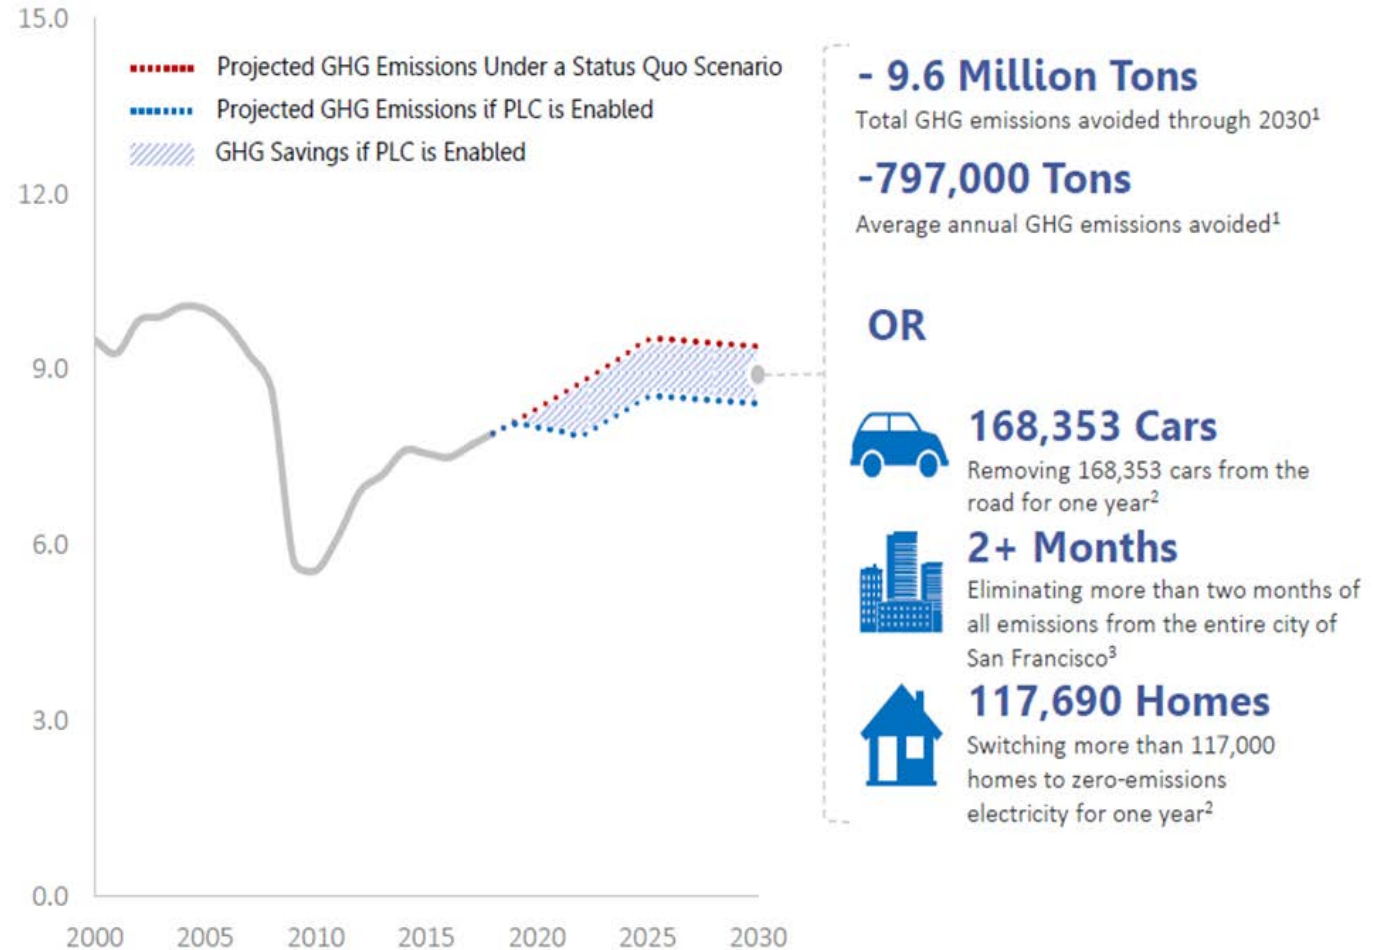 15.0
12.0
9.0
6.0
3.0
0.0
2000 2005 2010 2015 2020 2025 2030
Projected GHG Emissions Under a Status Quo Scenario
Projected GHG Emissions if PLC is Enabled
GHG Savings if PLC is Enabled
- 9.6 Million Tons
Total GHG emissions avoided through 2030¹
-797,000 Tons
Average annual GHG emissions avoided¹
OR
168,353 Cars
Removing 168,353 cars from the
road for one year²
2+ Months
Eliminating more than two months of
all emissions from the entire city of
San Francisco³
117,690 Homes
Switching more than 117,000
homes to zero-emissions
electricity for one year²